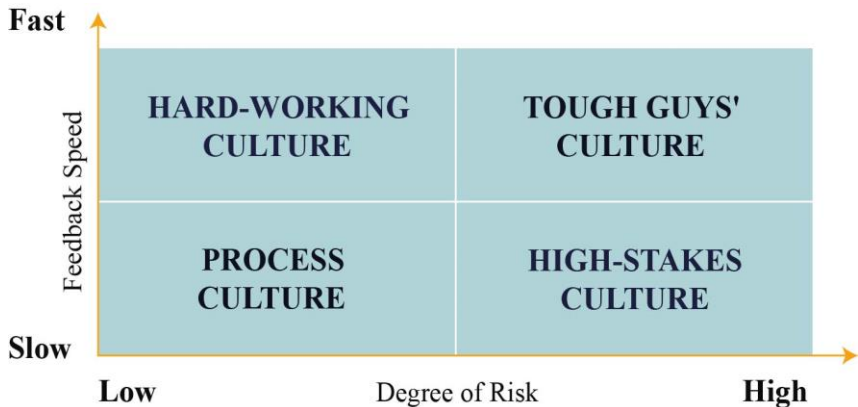 Fast
HARD-WORKING
CULTURE
TOUGH GUYS'
CULTURE
Feedback Speed
PROCESS
CULTURE
HIGH-STAKES
CULTURE
Slow
Low
Degree of Risk
High